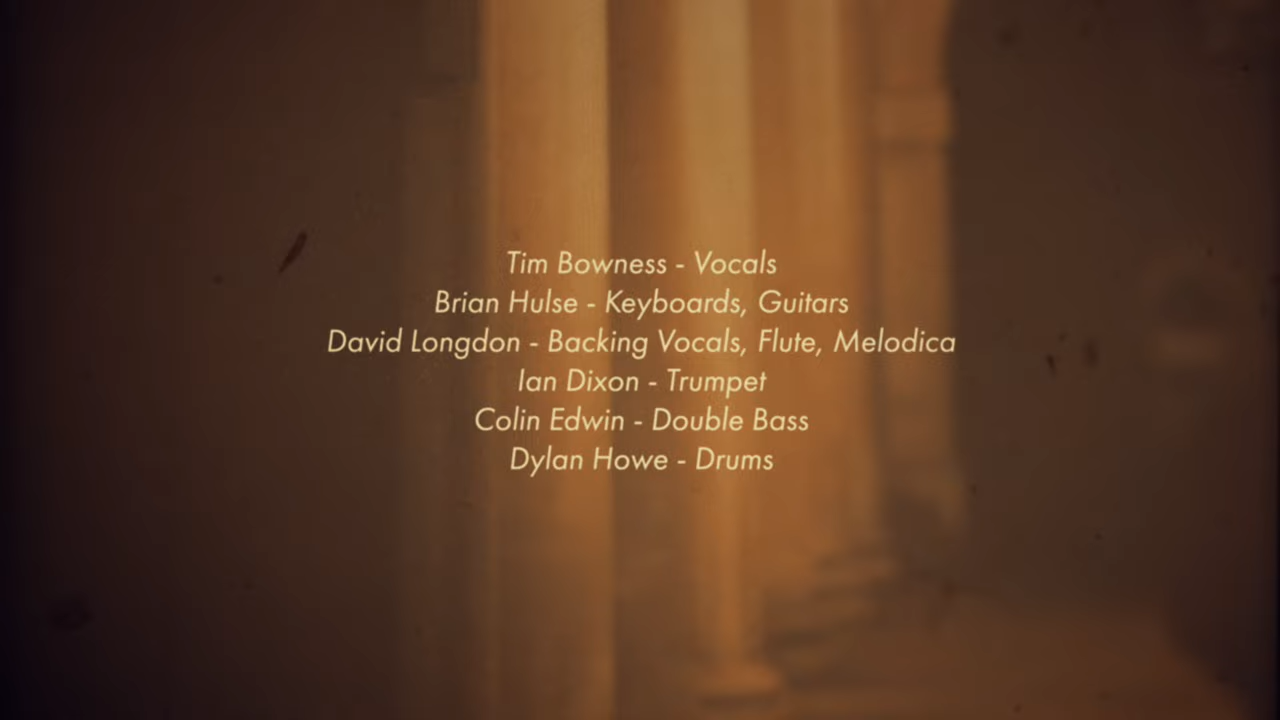 Tim Bowness - Vocals
Brian Hulse - Keyboards, Guitars
David Longdon - Backing Vocals, Flute, Melodica
Ian Dixon - Trumpet
Colin Edwin - Double Bass
Dylan Howe - Drums